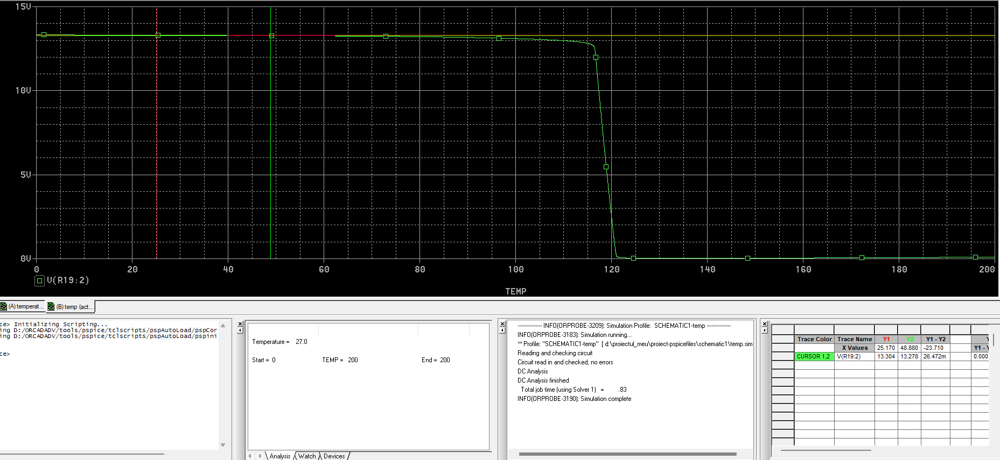 15V
10V
5V
0V
0 20 40 60 80 100 120 140 160 180 200
V(R19:2)
TEMP
(A) temperat... (B) temp (act...
ce> Initializing Scripting...
ing D:/ORCADADV/tools/pspice/tclscripts/pspAutoLoad/pspCor
ing D:/ORCADADV/tools/pspice/tclscripts/pspAutoLoad/pspini
ce>
Temperature = 27.0
Start = 0 TEMP = 200 End = 200
Analysis Watch Devices
--------------- INFO(ORPROBE-3209): Simulation Profile: SCHEMATIC1-temp ---------------
INFO(ORPROBE-3183): Simulation running...
** Profile: "SCHEMATIC1-temp" [ d:\proiectul_meu\proiect-pspicefiles\schematic1\temp.sim
Reading and checking circuit
Circuit read in and checked, no errors
DC Analysis
DC Analysis finished
Total job time (using Solver 1) = .83
INFO(ORPROBE-3190): Simulation complete
Trace Color Trace Name Y1 Y2 Y1 - Y2
X Values 25.170 48.880 -23.710 Y1 -
CURSOR 1,2 V(R19:2) 13.304 13.278 26.472m 0.000